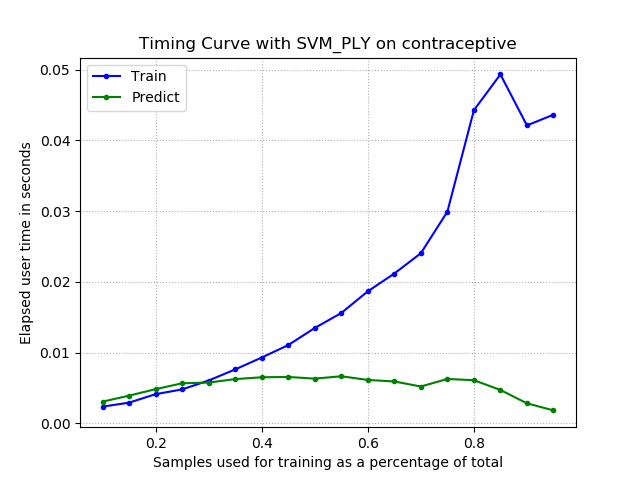 Timing Curve with SVM_PLY on contraceptive
Train
Predict
0.05
0.04
0.03
0.02
0.01
0.00
Elapsed user time in seconds
0.2 0.4 0.6 0.8
Samples used for training as a percentage of total